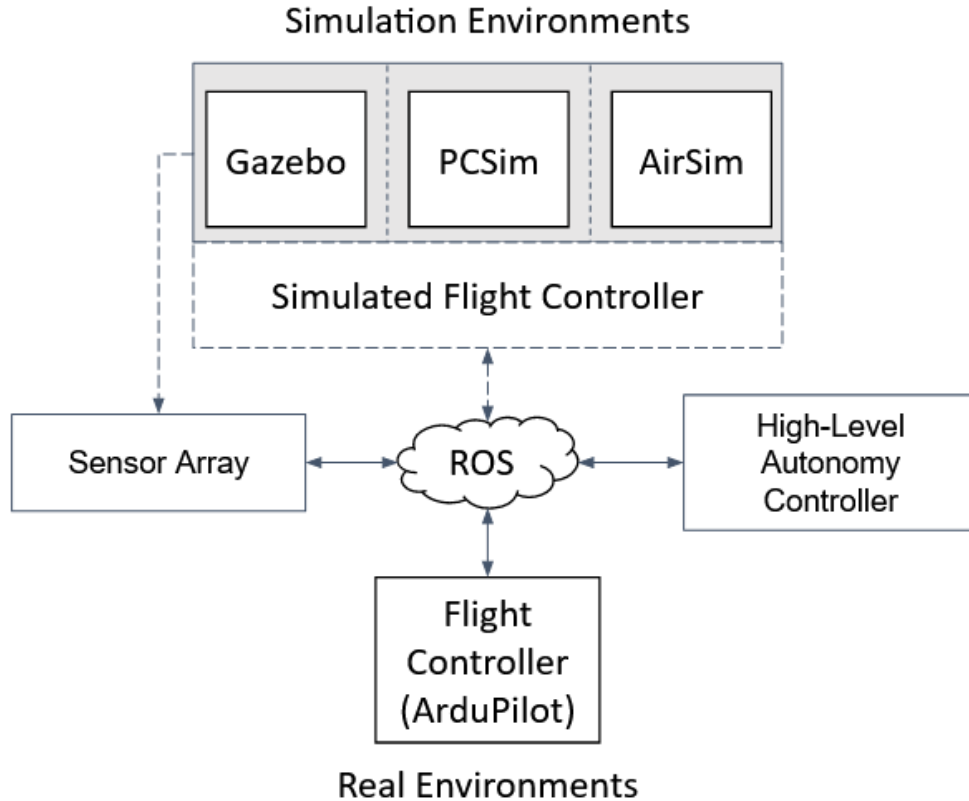 Simulation Environments
Gazebo
PCSim
AirSim
Simulated Flight Controller
Sensor Array
ROS
High-Level
Autonomy
Controller
Flight
Controller
(ArduPilot)
Real Environments